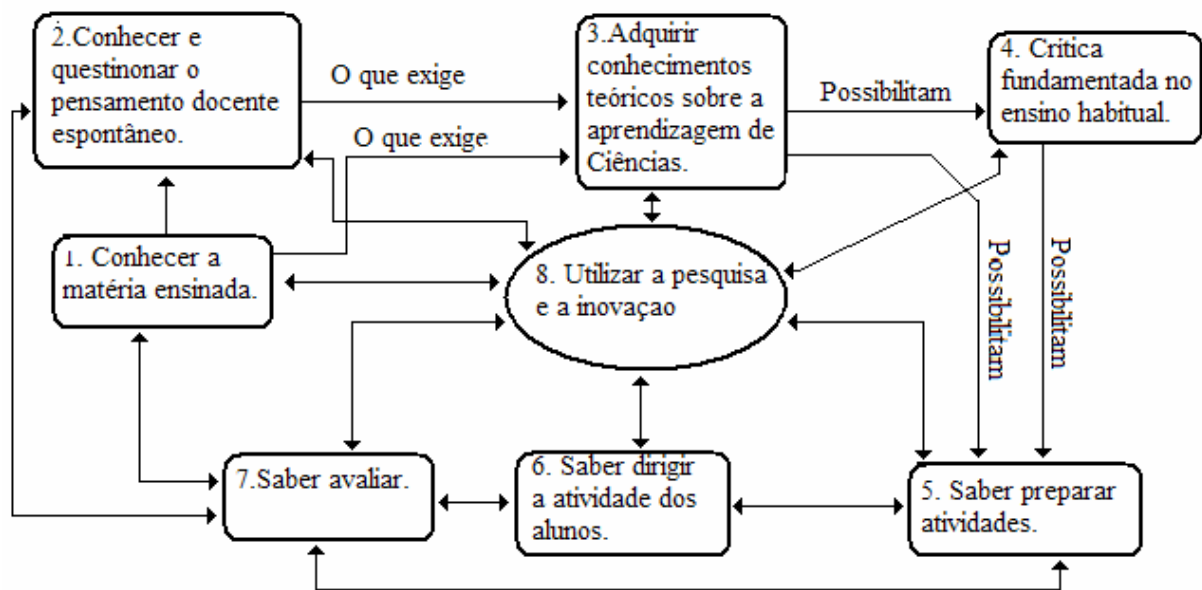 2.Conhecer e
questinonar o
pensamento docente
espontâneo.
O que exige
O que exige
3.Adquirir
conhecimentos
teóricos sobre a
aprendizagem de
Ciências.
Possibilitam
4. Critica
fundamentada no
ensino habitual.
1. Conhecer a
matéria ensinada.
8. Utilizar a pesquisa
e a inovaçao
Possibilitam
Possibilitam
7.Saber avaliar.
6. Saber dirigir
a atividade dos
alunos.
5. Saber preparar
atividades.